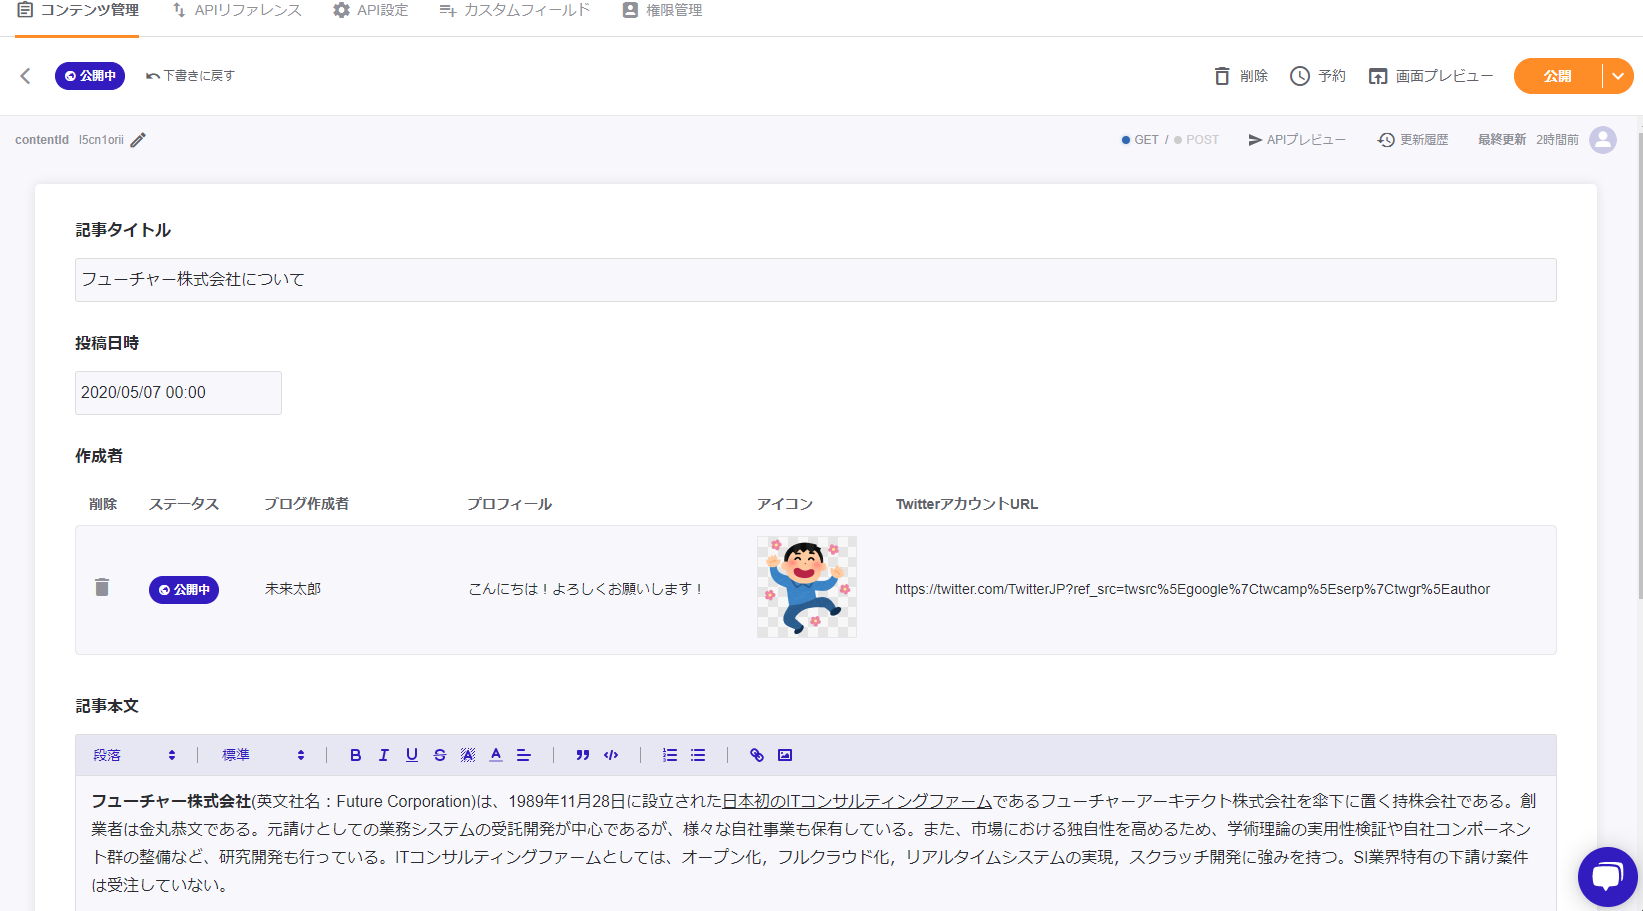 コンテンツ管理 APIリファレンス API設定 カスタムフィールド 権限管理
公開中 下書きに戻す 削除 予約 画面プレビュー 公開
contentId l5cn1orii GET / POST APIプレビュー 更新履歴 最終更新 2時間前
記事タイトル
フューチャー株式会社について
投稿日時
2020/05/07 00:00
作成者
削除 ステータス ブログ作成者 プロフィール アイコン TwitterアカウントURL
公開中 未来太郎 こんにちは！よろしくお願いします！ https://twitter.com/TwitterJP?ref_src=twsrc%5Egoogle%7Ctwcamp%5Eserp%7Ctwgr%5Eauthor
記事本文
段落 標準 B I U S A A
フューチャー株式会社(英文社名：Future Corporation)は、1989年11月28日に設立された日本初のITコンサルティングファームであるフューチャーアーキテクト株式会社を傘下に置く持株会社である。創
業者は金丸恭文である。元請けとしての業務システムの受託開発が中心であるが、様々な自社事業も保有している。また、市場における独自性を高めるため、学術理論の実用性検証や自社コンポーネン
ト群の整備など、研究開発も行っている。ITコンサルティングファームとしては、オープン化，フルクラウド化，リアルタイムシステムの実現，スクラッチ開発に強みを持つ。SI業界特有の下請け案件
は受注していない。